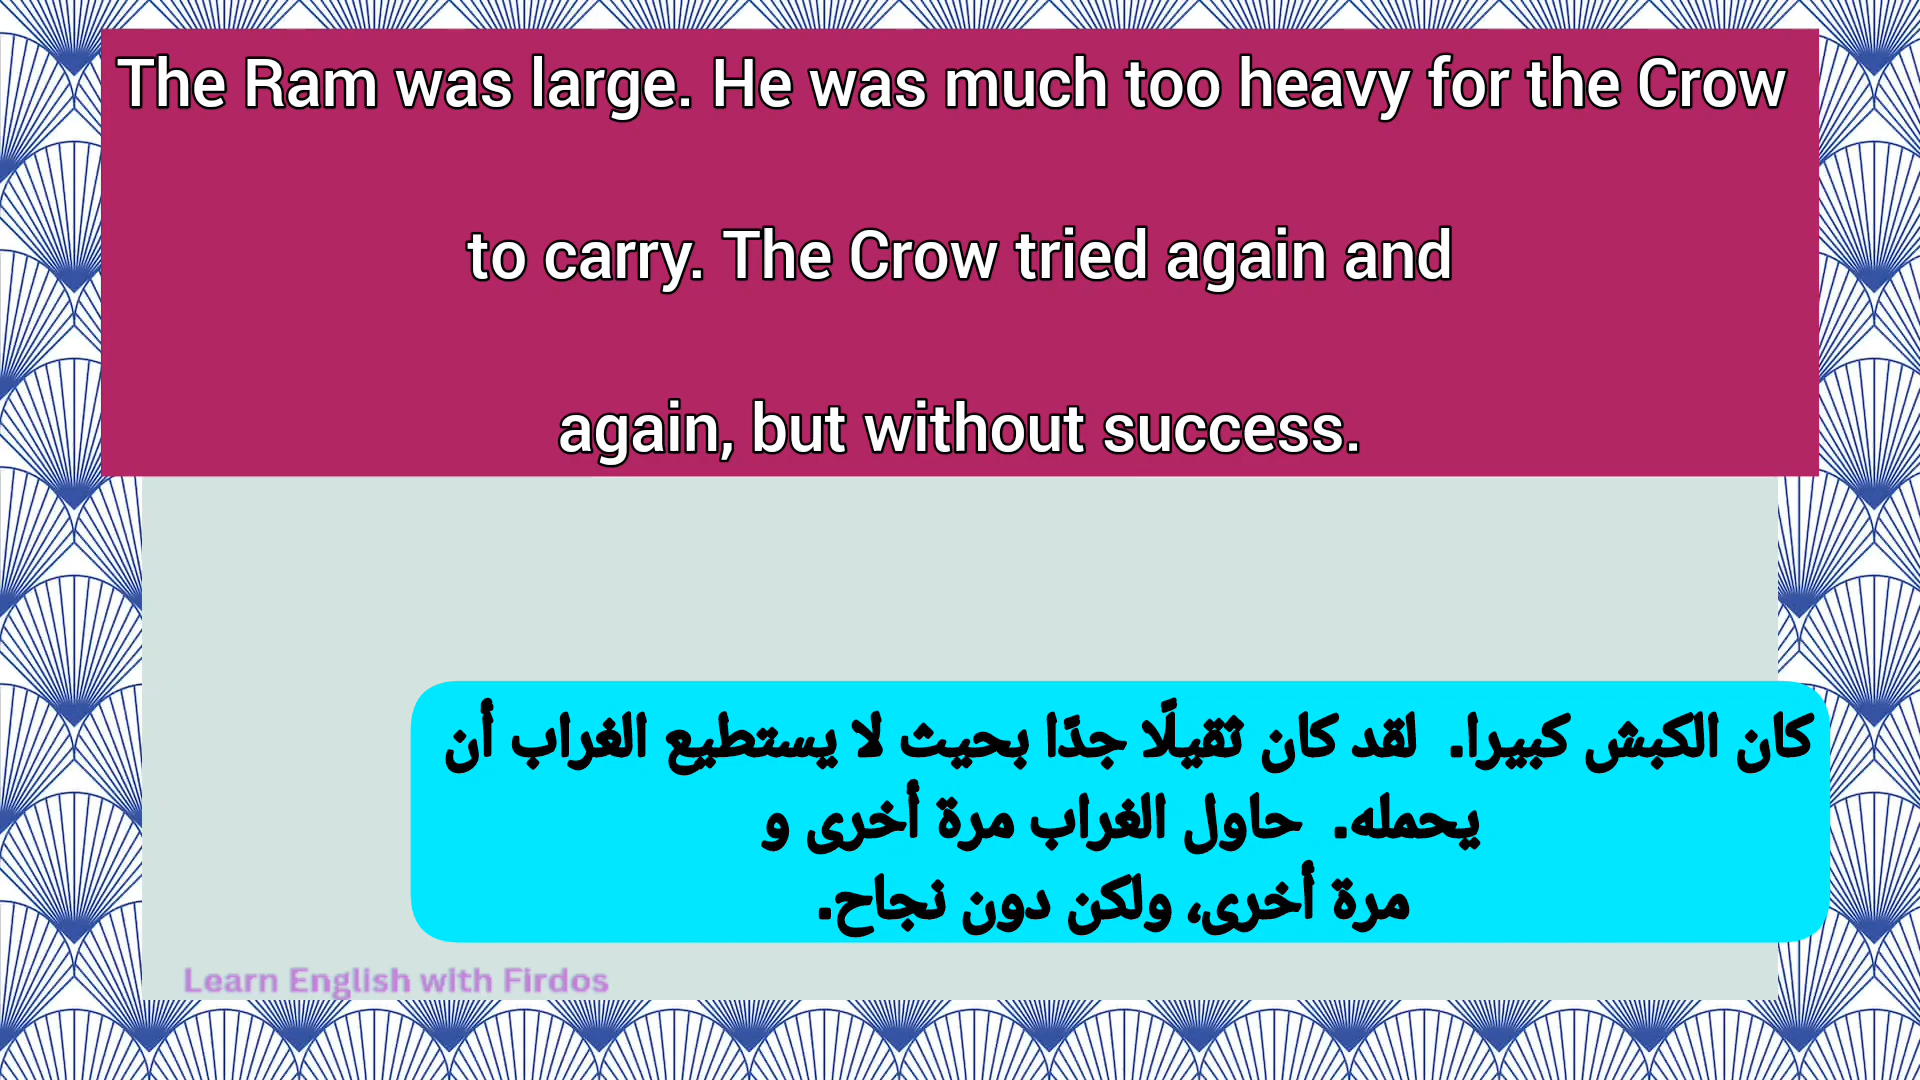 The Ram was large. He was much too heavy for the Crow
to carry. The Crow tried again and
again, but without success.
كان الكبش كبيرا. لقد كان ثقيلًا جدًا بحيث لا يستطيع الغراب أن
يحمله. حاول الغراب مرة أخرى و
مرة أخرى، ولكن دون نجاح.
Learn English with Firdos